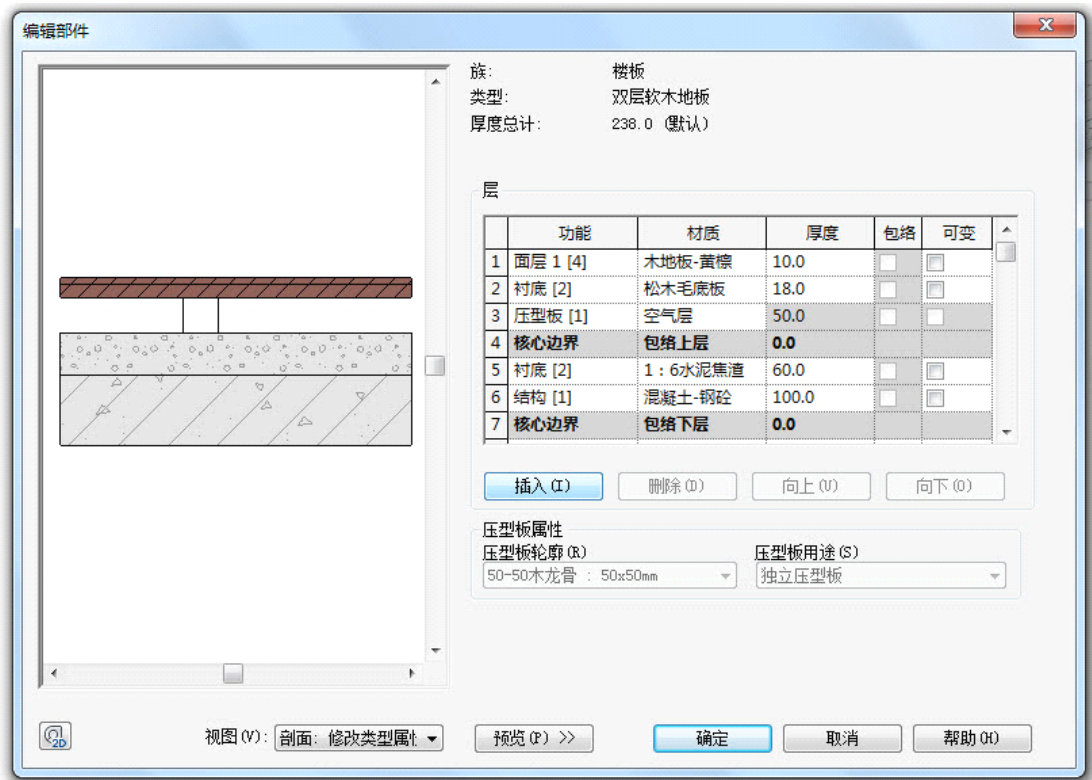 编辑部件
族: 楼板
类型: 双层软木地板
厚度总计: 238.0 (默认)
层
功能 材质 厚度 包络 可变
1 面层 1 [4] 木地板-黄檩 10.0
2 衬底 [2] 松木毛底板 18.0
3 压型板 [1] 空气层 50.0
4 核心边界 包络上层 0.0
5 衬底 [2] 1：6水泥焦渣 60.0
6 结构 [1] 混凝土-钢砼 100.0
7 核心边界 包络下层 0.0
插入(I) 删除(D) 向上(U) 向下(O)
压型板属性
压型板轮廓(R) 压型板用途(S)
50-50木龙骨 : 50x50mm 独立压型板
2D 视图(V): 剖面: 修改类型属 预览(P) >> 确定 取消 帮助(H)